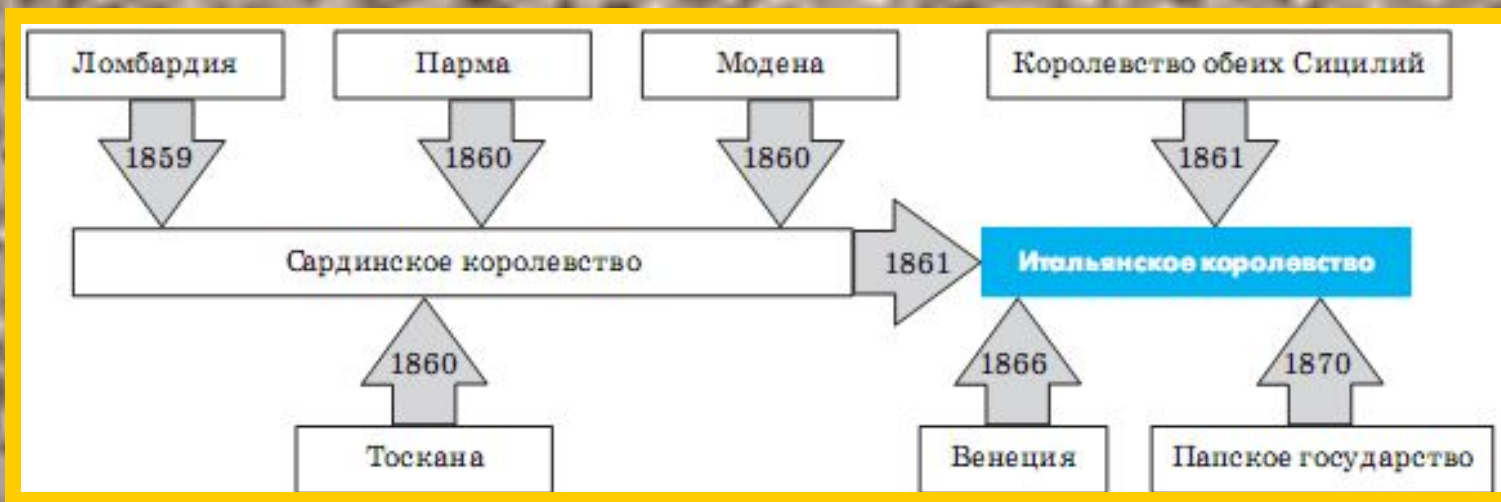 Ломбардия
Парма
Модена
Королевство обеих Сицилий
1859
1860
1860
1861
Сардинское королевство
1861
Итальянское королевство
1860
1866
1870
Тоскана
Венеция
Папское государство